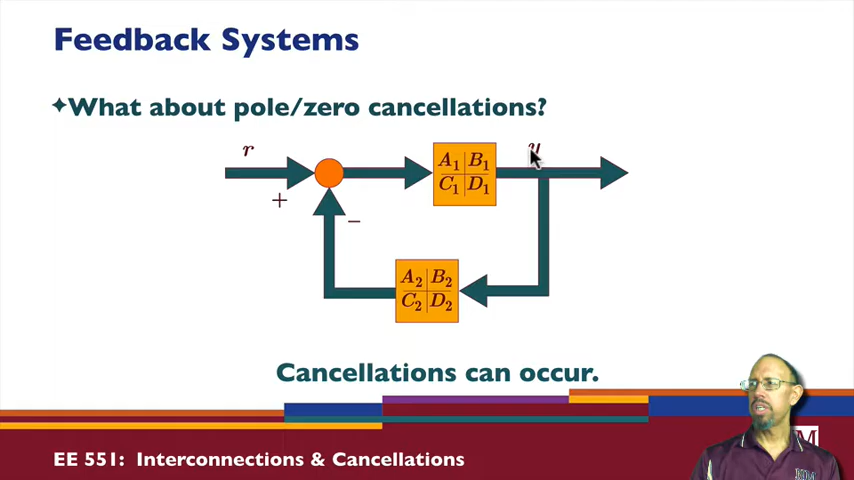 Feedback Systems
✦What about pole/zero cancellations?
r y
+
−
A₁ B₁
C₁ D₁
A₂ B₂
C₂ D₂
Cancellations can occur.
M
EE 551: Interconnections & Cancellations